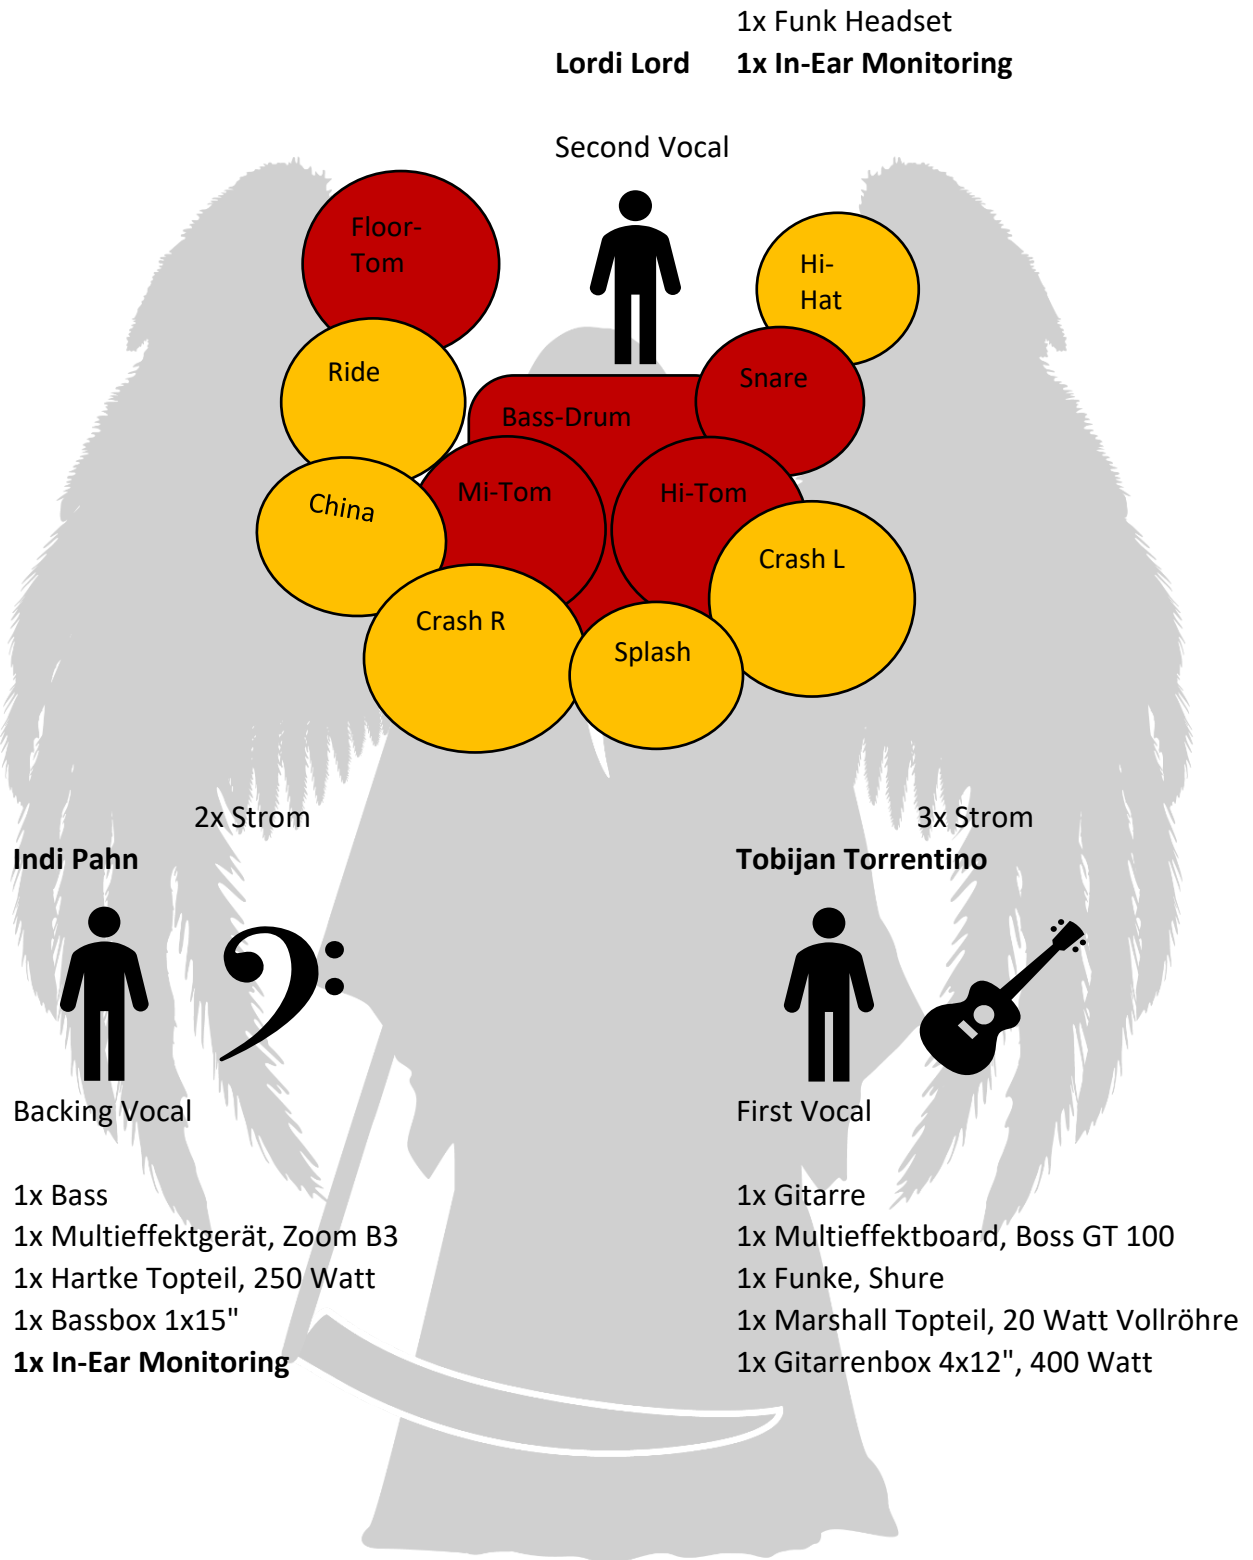 1x Funk Headset
Lordi Lord 1x In-Ear Monitoring
Second Vocal
Floor-
Tom
Hi-
Hat
Ride
Snare
Bass-Drum
Mi-Tom
Hi-Tom
China
Crash L
Crash R
Splash
2x Strom
3x Strom
Indi Pahn
Tobijan Torrentino
Backing Vocal
First Vocal
1x Bass
1x Multieffektgerät, Zoom B3
1x Hartke Topteil, 250 Watt
1x Bassbox 1x15"
1x In-Ear Monitoring
1x Gitarre
1x Multieffektboard, Boss GT 100
1x Funke, Shure
1x Marshall Topteil, 20 Watt Vollröhre
1x Gitarrenbox 4x12", 400 Watt